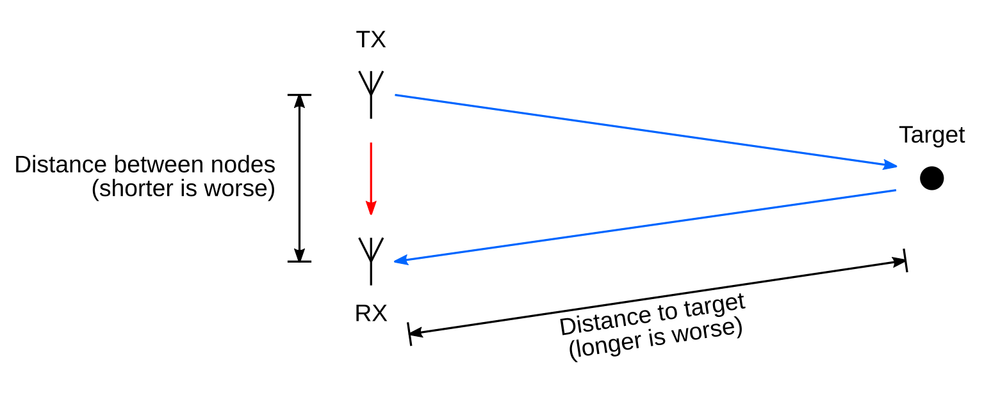 TX
Target
Distance between nodes
(shorter is worse)
RX
Distance to target
(longer is worse)